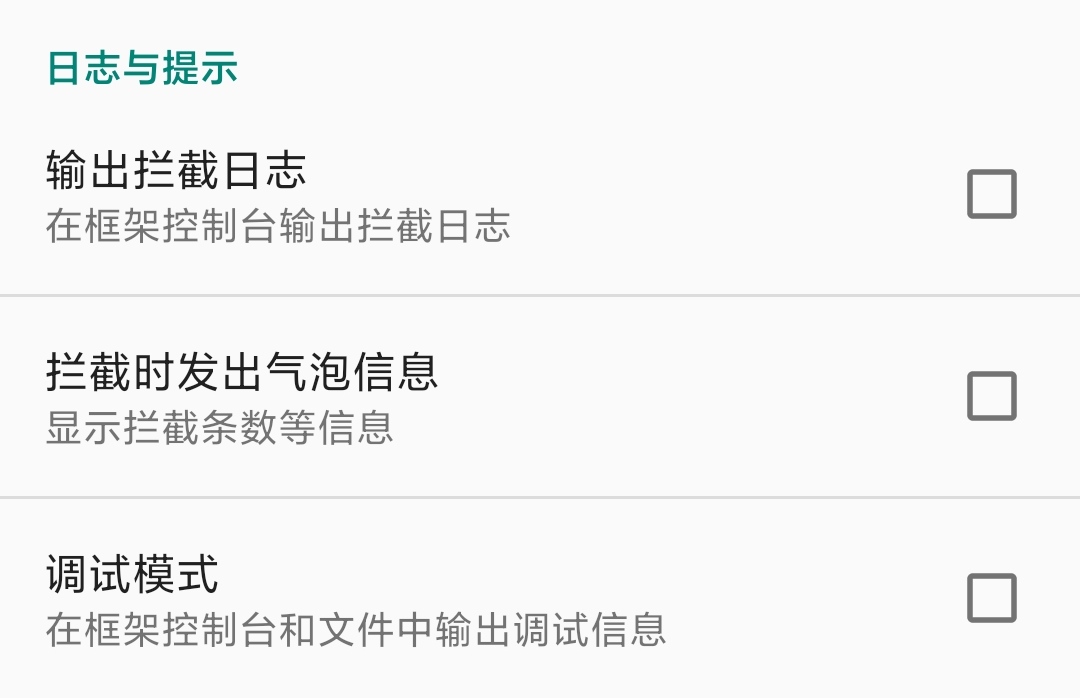 日志与提示
输出拦截日志
在框架控制台输出拦截日志
拦截时发出气泡信息
显示拦截条数等信息
调试模式
在框架控制台和文件中输出调试信息